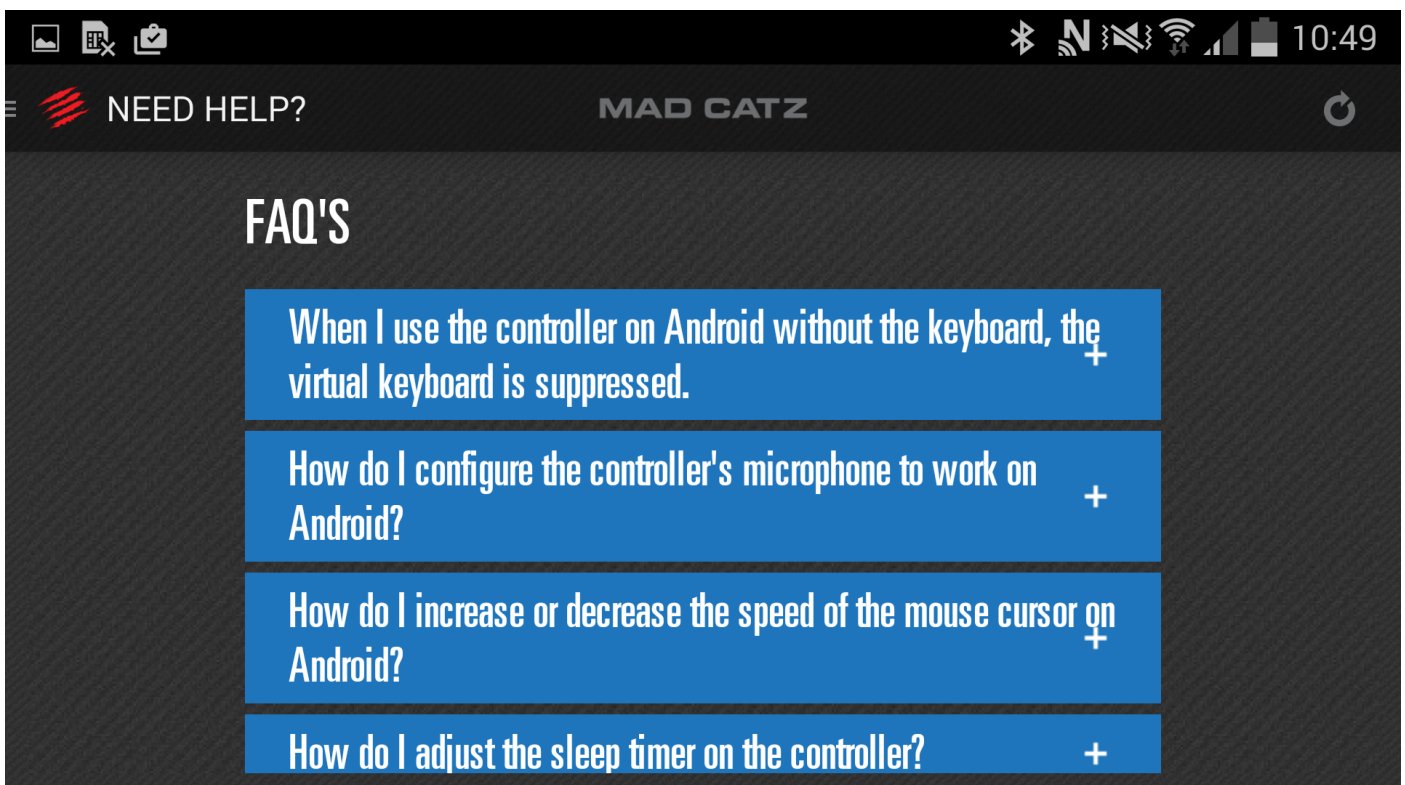 10:49
NEED HELP?
MAD CATZ
FAQ'S
When I use the controller on Android without the keyboard, the
virtual keyboard is suppressed.
+
How do I configure the controller's microphone to work on
Android?
+
How do I increase or decrease the speed of the mouse cursor on
Android?
+
How do I adjust the sleep timer on the controller?
+